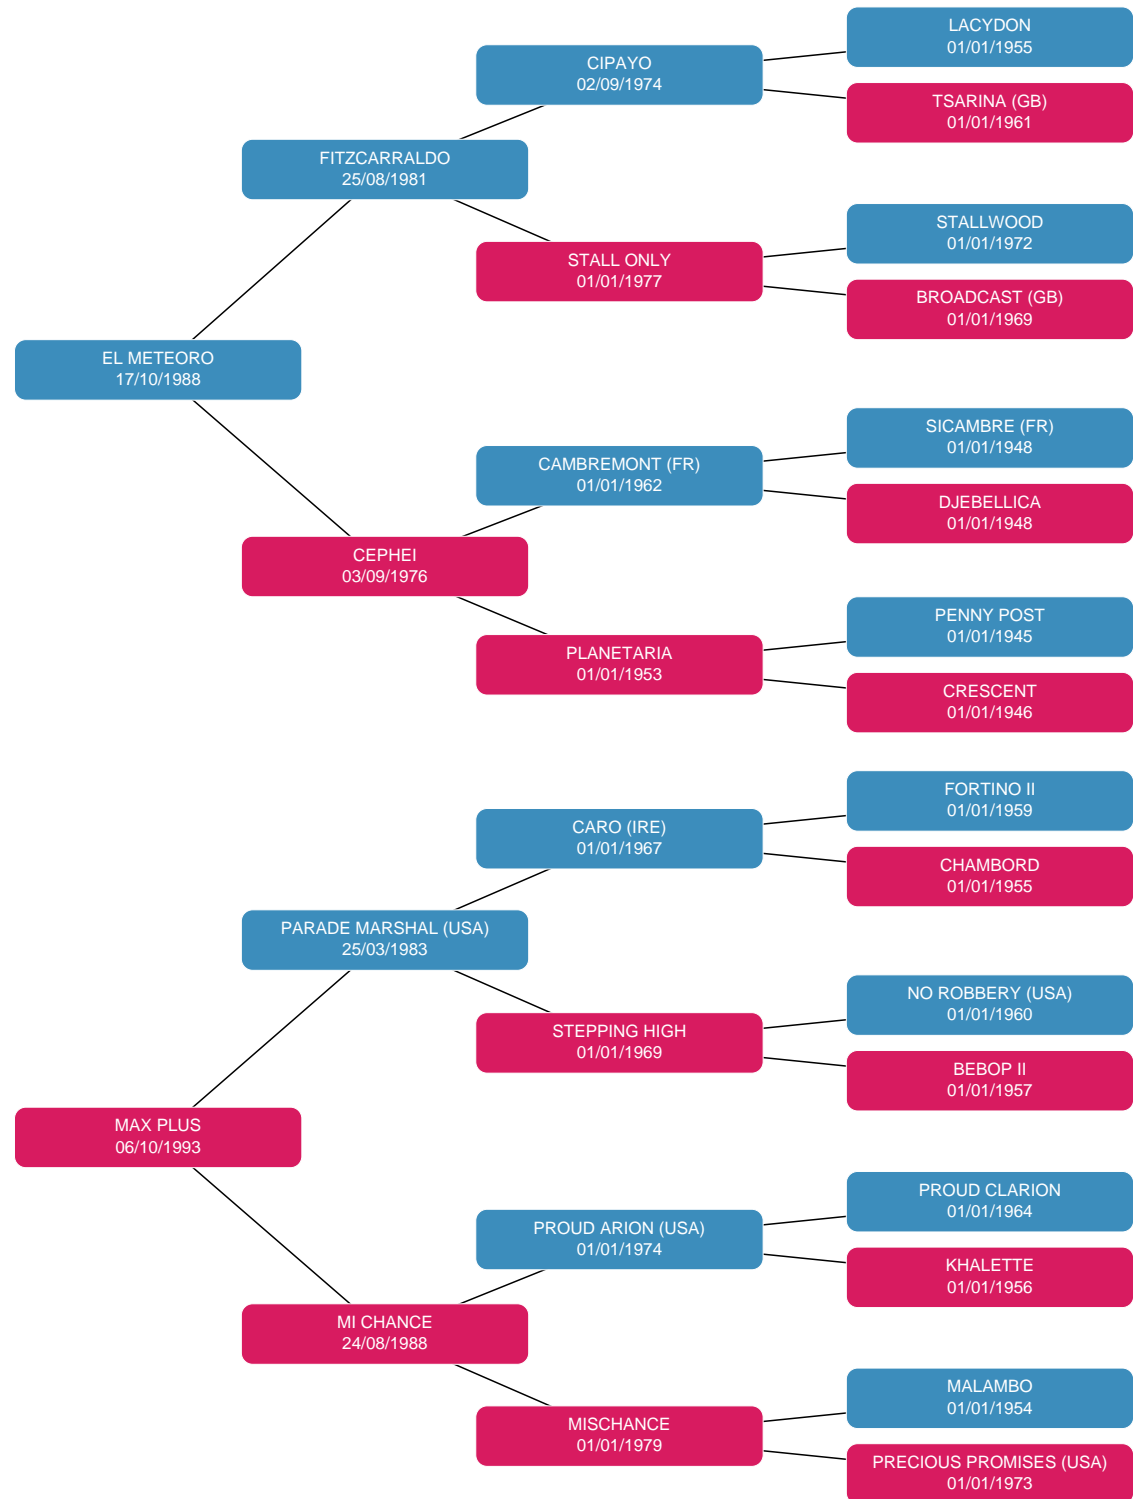 LACYDON
01/01/1955
CIPAYO
02/09/1974
TSARINA (GB)
01/01/1961
FITZCARRALDO
25/08/1981
STALLWOOD
01/01/1972
STALL ONLY
01/01/1977
BROADCAST (GB)
01/01/1969
EL METEORO
17/10/1988
SICAMBRE (FR)
01/01/1948
CAMBREMONT (FR)
01/01/1962
DJEBELLICA
01/01/1948
CEPHEI
03/09/1976
PENNY POST
01/01/1945
PLANETARIA
01/01/1953
CRESCENT
01/01/1946
FORTINO II
01/01/1959
CARO (IRE)
01/01/1967
CHAMBORD
01/01/1955
PARADE MARSHAL (USA)
25/03/1983
NO ROBBERY (USA)
01/01/1960
STEPPING HIGH
01/01/1969
BEBOP II
01/01/1957
MAX PLUS
06/10/1993
PROUD CLARION
01/01/1964
PROUD ARION (USA)
01/01/1974
KHALETTE
01/01/1956
MI CHANCE
24/08/1988
MALAMBO
01/01/1954
MISCHANCE
01/01/1979
PRECIOUS PROMISES (USA)
01/01/1973